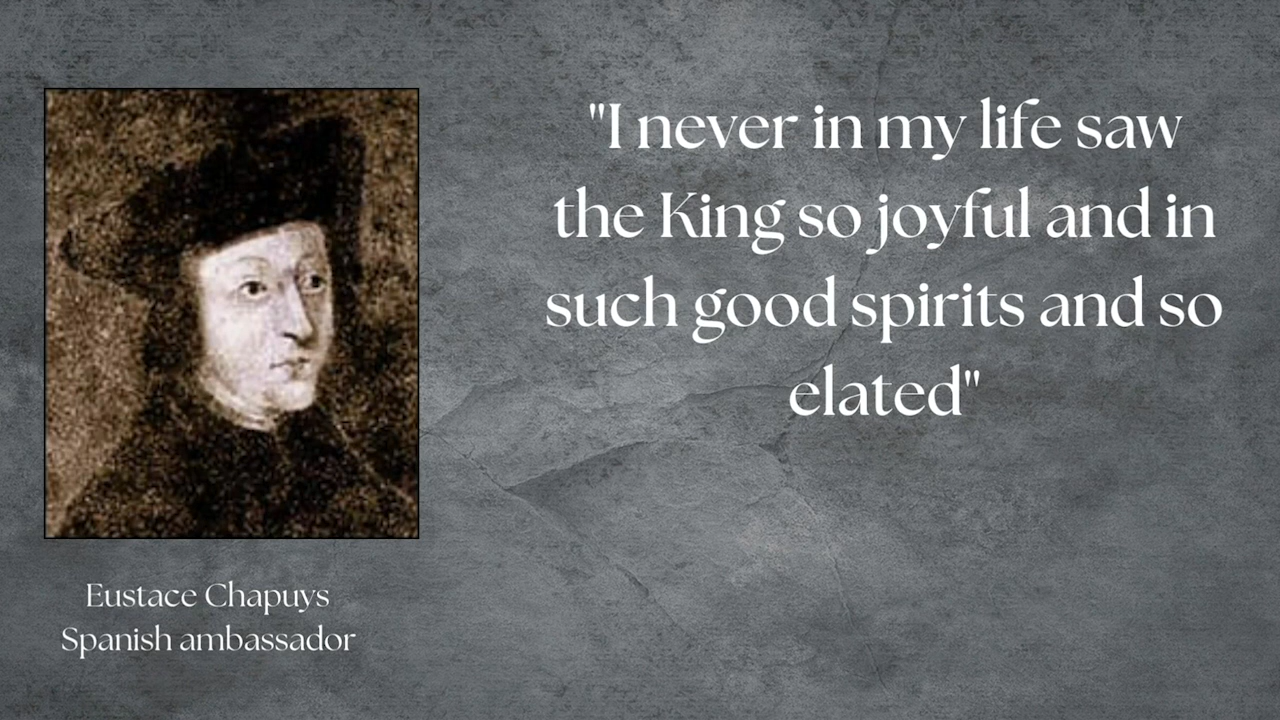 "I never in my life saw
the King so joyful and in
such good spirits and so
elated"
Eustace Chapuys
Spanish ambassador